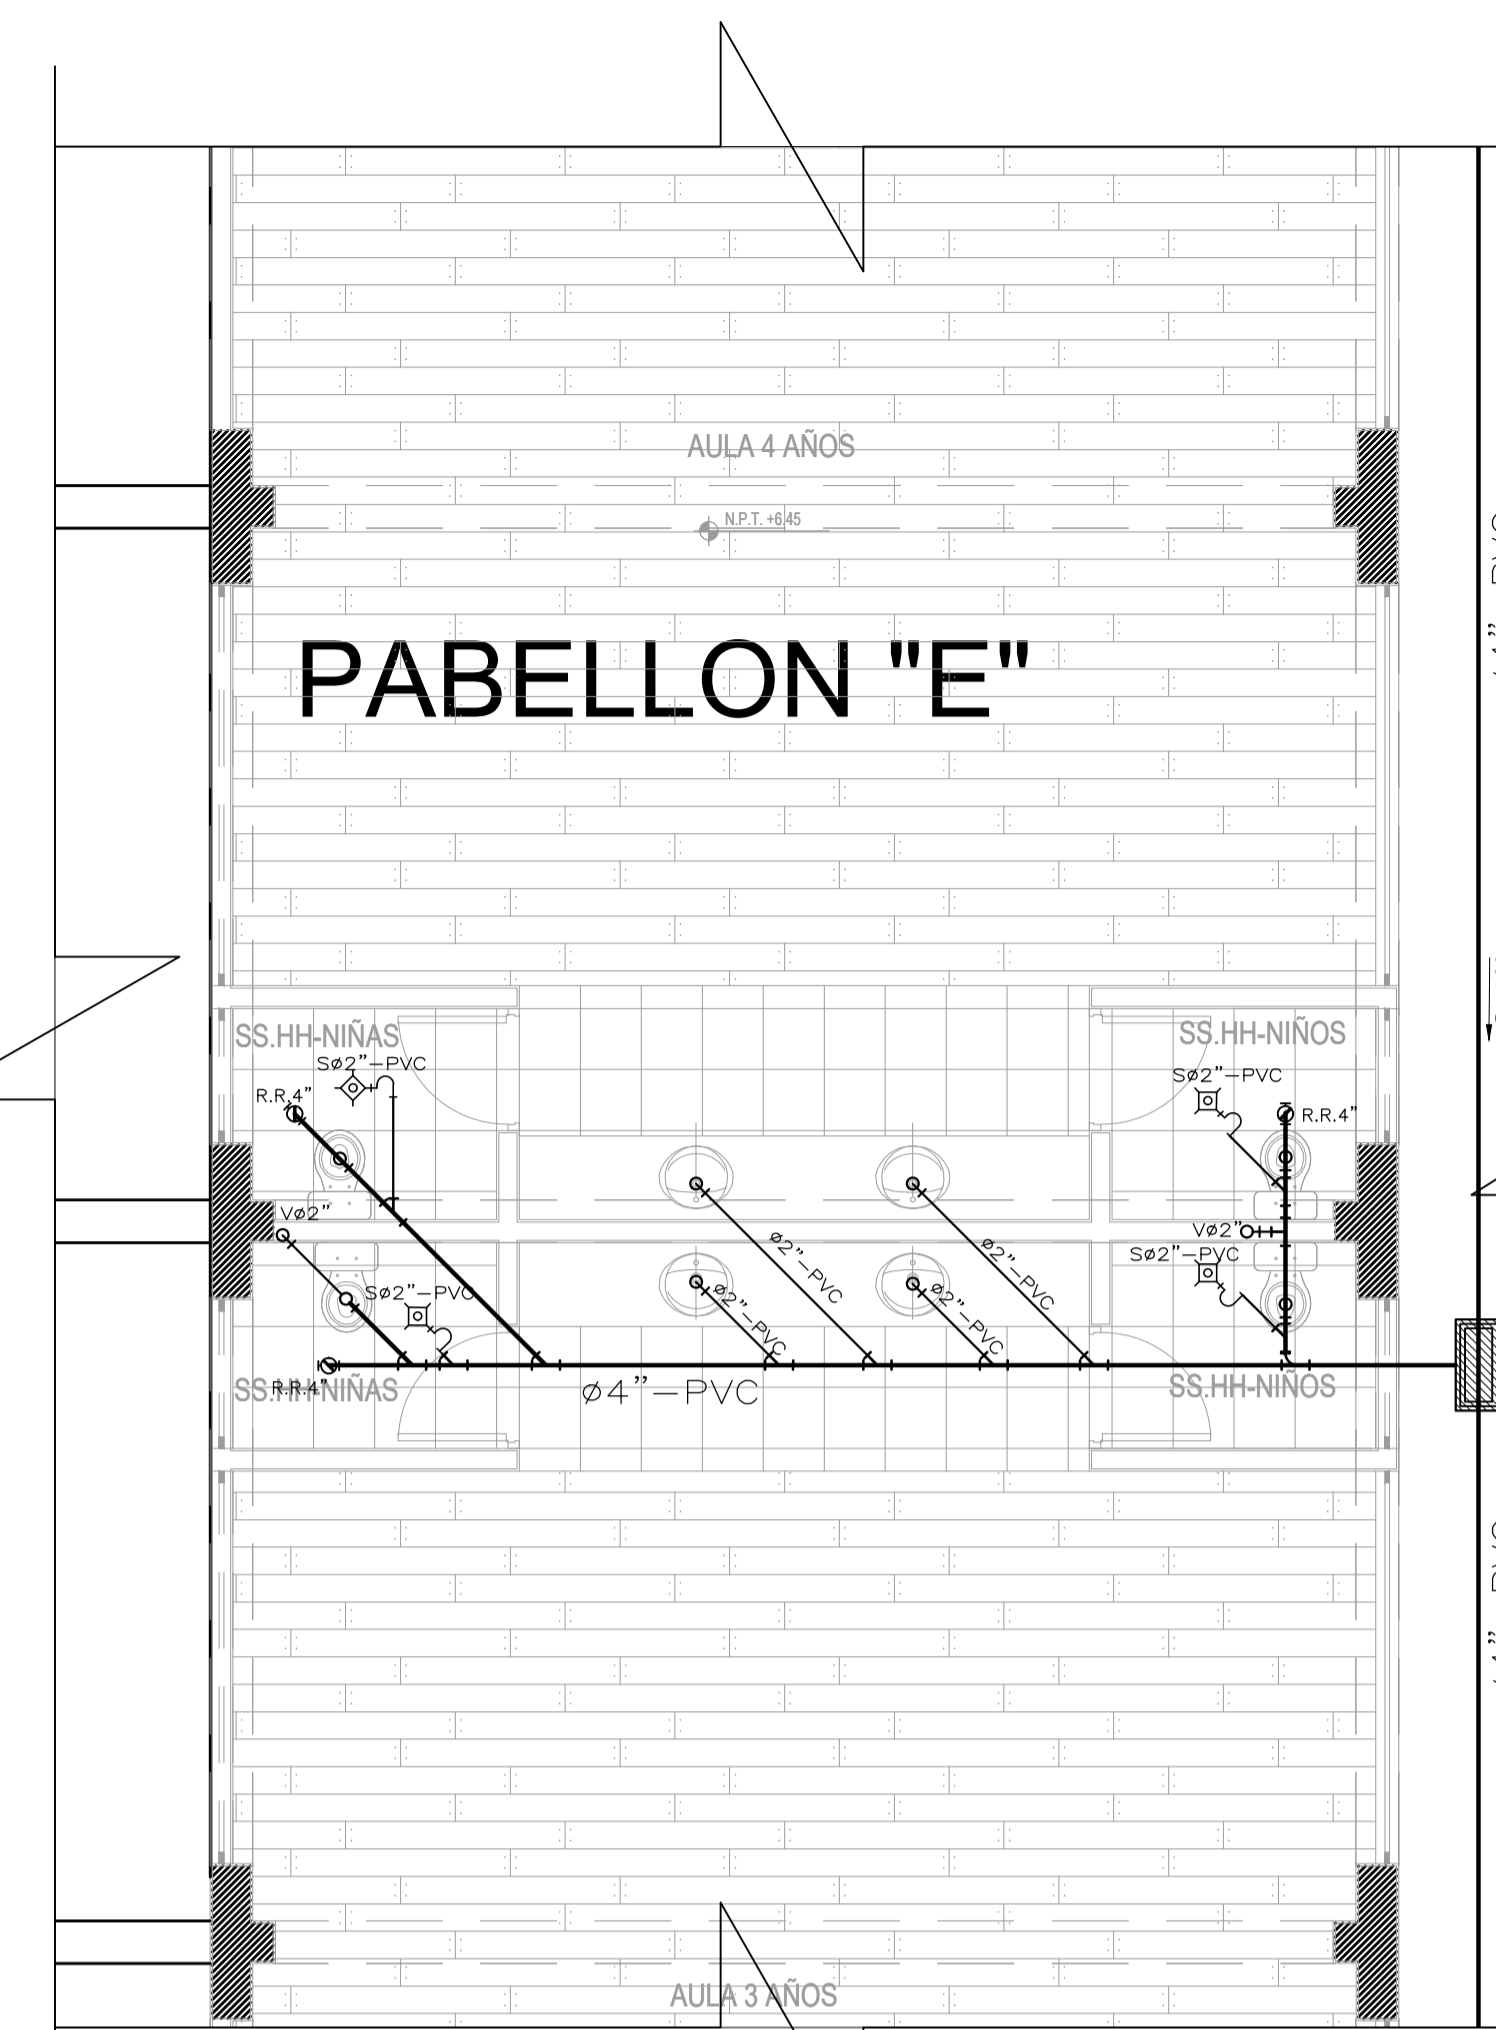 AULA 4 AÑOS
N.P.T. +6.45
PABELLON "E"
SS.HH-NIÑAS
SS.HH-NIÑOS
Sø2"-PVC
Sø2"-PVC
R.R.4"
R.R.4"
Vø2"
Vø2"
ø2"-PVC
ø2"-PVC
Sø2"-PVC
Sø2"-PVC
ø2"-PVC
ø2"-PVC
R.R.4"
SS.HH-NIÑAS
ø4"-PVC
SS.HH-NIÑOS
AULA 3 AÑOS